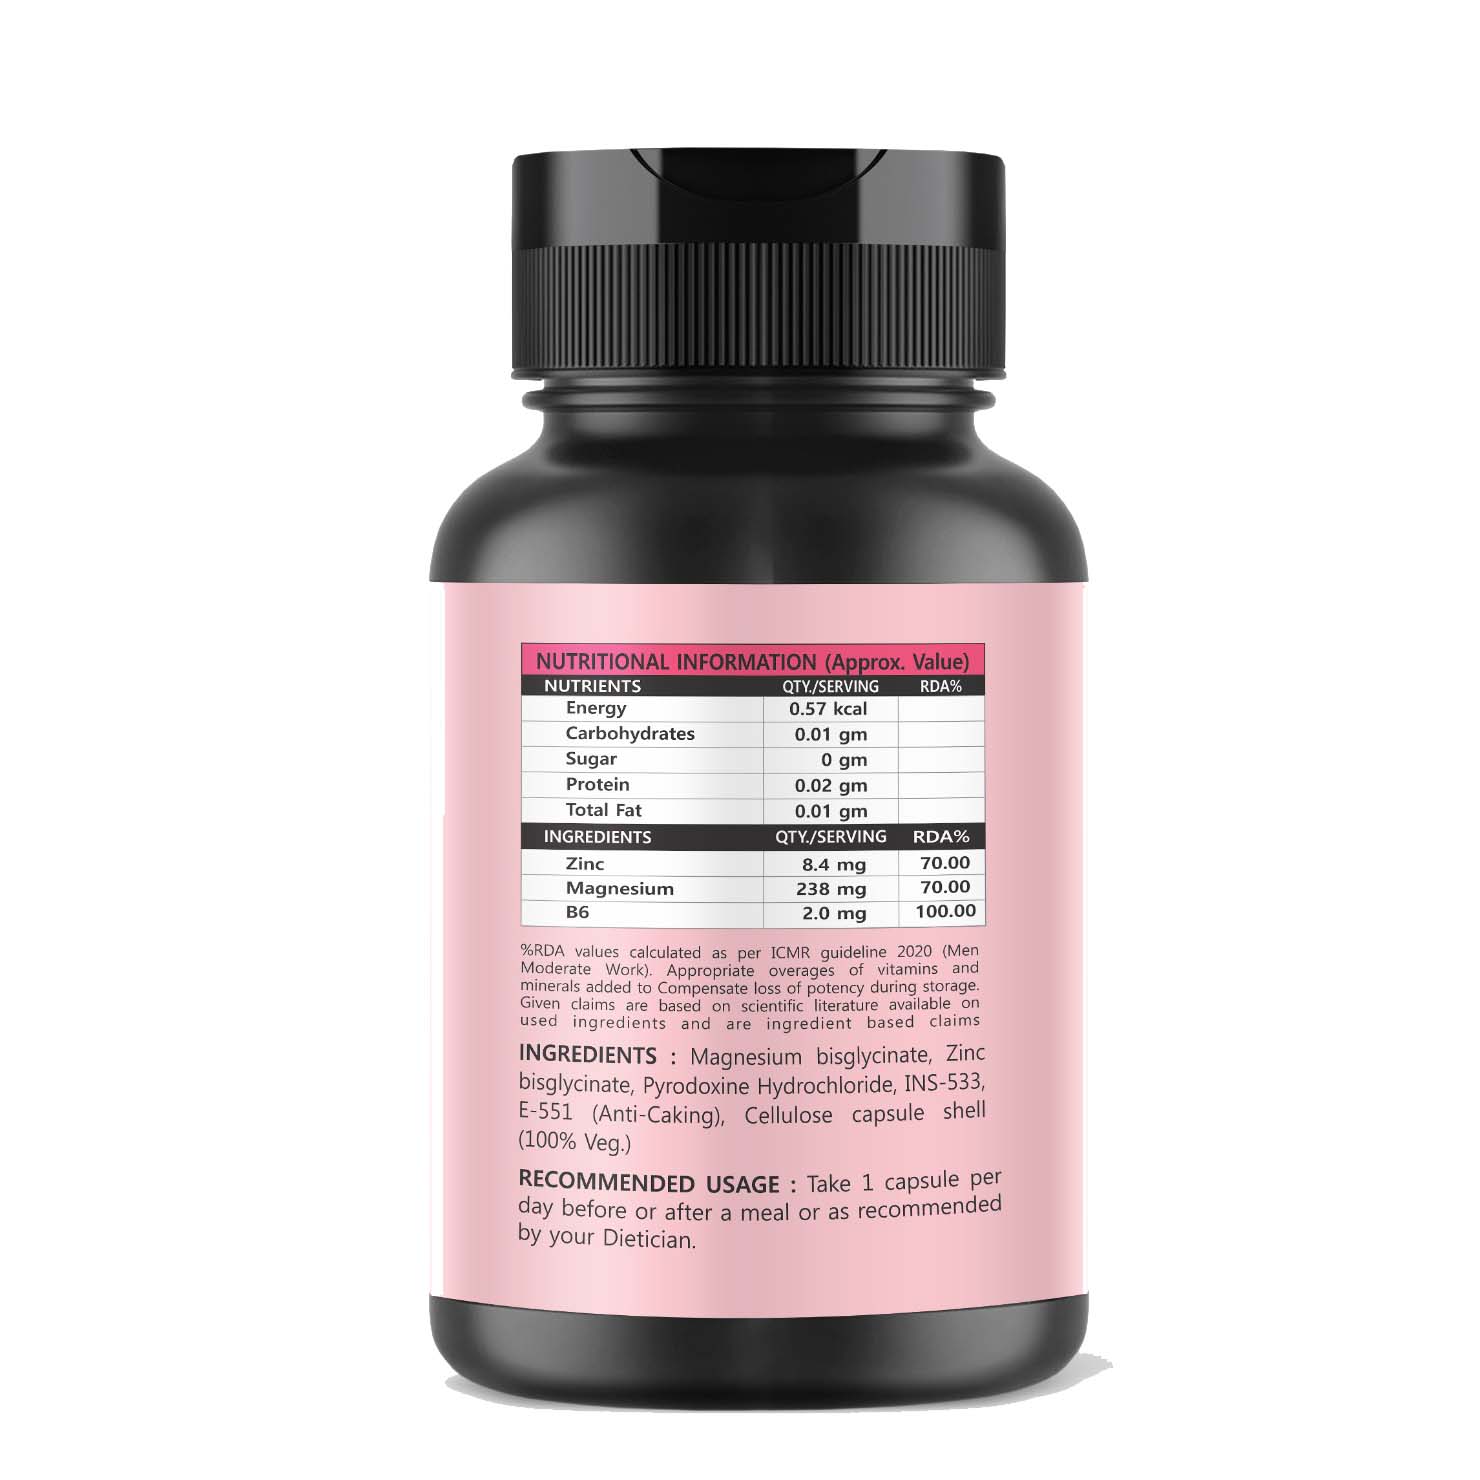 NUTRITIONAL INFORMATION (Approx. Value)
NUTRIENTS QTY./SERVING RDA%
Energy 0.57 kcal
Carbohydrates 0.01 gm
Sugar 0 gm
Protein 0.02 gm
Total Fat 0.01 gm
INGREDIENTS QTY./SERVING RDA%
Zinc 8.4 mg 70.00
Magnesium 238 mg 70.00
B6 2.0 mg 100.00
%RDA values calculated as per ICMR guideline 2020 (Men
Moderate Work). Appropriate overages of vitamins and
minerals added to Compensate loss of potency during storage.
Given claims are based on scientific literature available on
used ingredients and are ingredient based claims
INGREDIENTS : Magnesium bisglycinate, Zinc
bisglycinate, Pyrodoxine Hydrochloride, INS-533,
E-551 (Anti-Caking), Cellulose capsule shell
(100% Veg.)
RECOMMENDED USAGE : Take 1 capsule per
day before or after a meal or as recommended
by your Dietician.